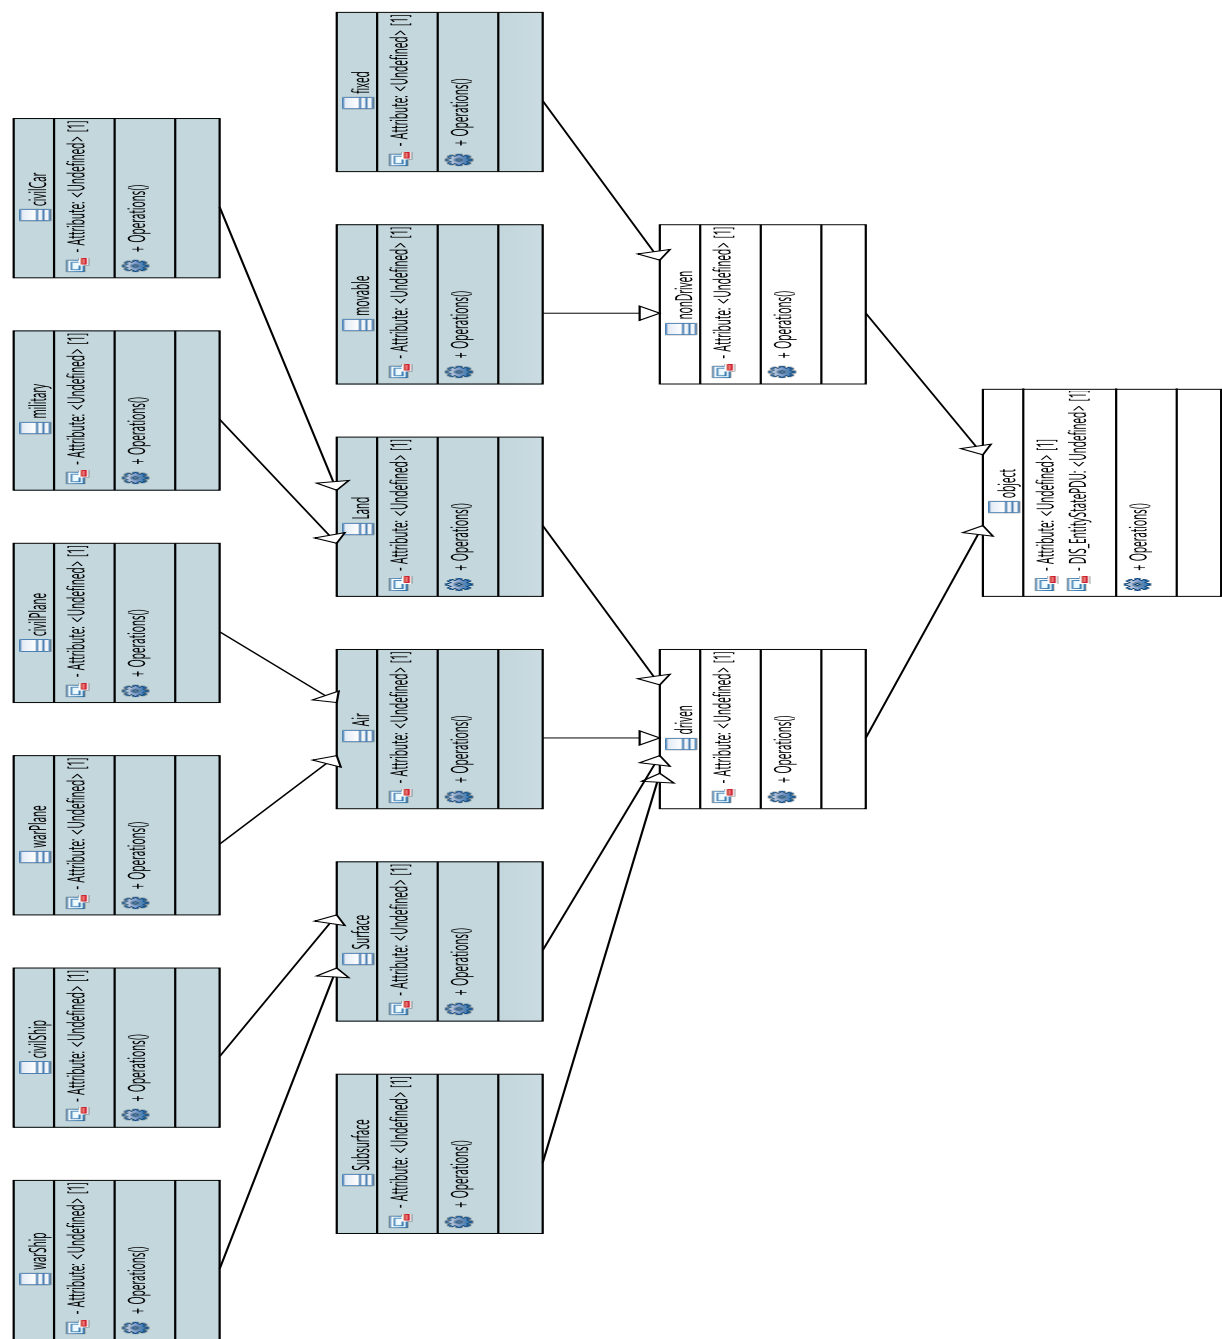 object
- Attribute: <Undefined> [1]
- DIS_EntityStatePDU: <Undefined> [1]
+ Operations()
driven
- Attribute: <Undefined> [1]
+ Operations()
nonDriven
- Attribute: <Undefined> [1]
+ Operations()
Subsurface
- Attribute: <Undefined> [1]
+ Operations()
Surface
- Attribute: <Undefined> [1]
+ Operations()
Air
- Attribute: <Undefined> [1]
+ Operations()
Land
- Attribute: <Undefined> [1]
+ Operations()
movable
- Attribute: <Undefined> [1]
+ Operations()
fixed
- Attribute: <Undefined> [1]
+ Operations()
warShip
- Attribute: <Undefined> [1]
+ Operations()
civilShip
- Attribute: <Undefined> [1]
+ Operations()
warPlane
- Attribute: <Undefined> [1]
+ Operations()
civilPlane
- Attribute: <Undefined> [1]
+ Operations()
military
- Attribute: <Undefined> [1]
+ Operations()
civilCar
- Attribute: <Undefined> [1]
+ Operations()